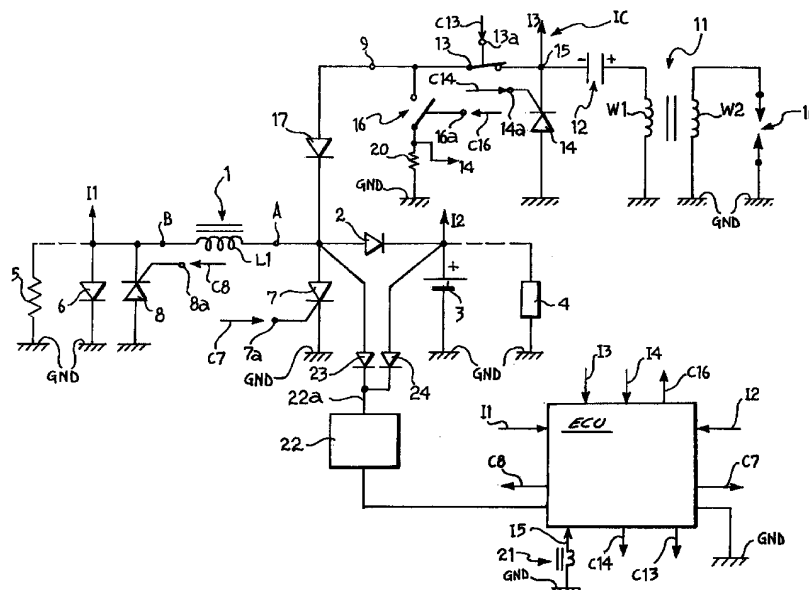 C13
I3
IC
9
13
13a
15
11
- +
C14
14a
12
W1
W2
10
17
16
16a
C16
14
20
14
GND
GND
I1
1
A
B
2
I2
L1
+
5
6
8
8a
C8
7
3
4
C7
7a
GND
GND
GND
23
24
22a
22
I3
I4
C16
I1
ECU
I2
C8
C7
I5
21
C14
C13
GND
GND